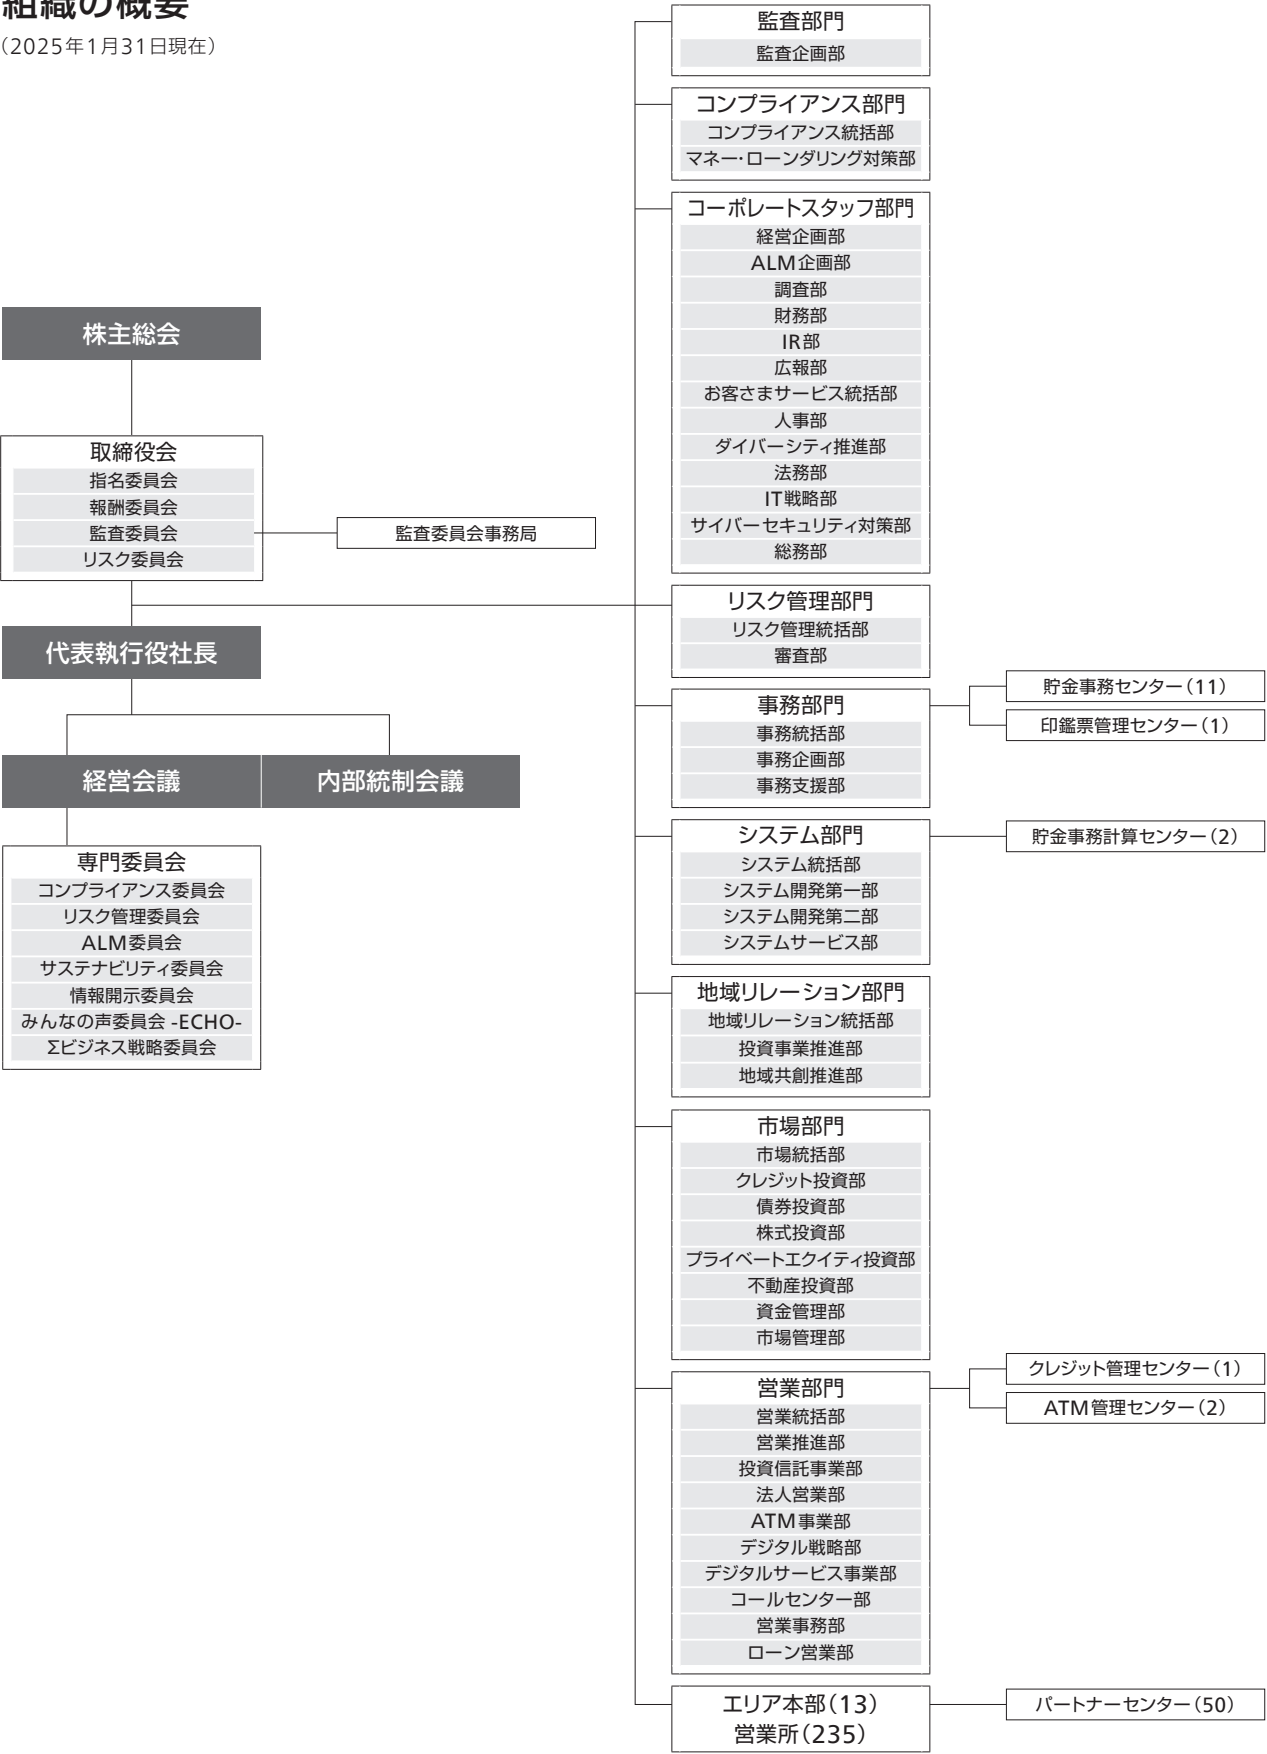 組織の概要
（2025年1月31日現在）
株主総会
取締役会
指名委員会
報酬委員会
監査委員会
リスク委員会
監査委員会事務局
代表執行役社長
経営会議
内部統制会議
専門委員会
コンプライアンス委員会
リスク管理委員会
ALM委員会
サステナビリティ委員会
情報開示委員会
みんなの声委員会 -ECHO-
Σビジネス戦略委員会
監査部門
監査企画部
コンプライアンス部門
コンプライアンス統括部
マネー・ローンダリング対策部
コーポレートスタッフ部門
経営企画部
ALM企画部
調査部
財務部
IR部
広報部
お客さまサービス統括部
人事部
ダイバーシティ推進部
法務部
IT戦略部
サイバーセキュリティ対策部
総務部
リスク管理部門
リスク管理統括部
審査部
事務部門
事務統括部
事務企画部
事務支援部
貯金事務センター（11）
印鑑票管理センター（1）
システム部門
システム統括部
システム開発第一部
システム開発第二部
システムサービス部
貯金事務計算センター（2）
地域リレーション部門
地域リレーション統括部
投資事業推進部
地域共創推進部
市場部門
市場統括部
クレジット投資部
債券投資部
株式投資部
プライベートエクイティ投資部
不動産投資部
資金管理部
市場管理部
営業部門
営業統括部
営業推進部
投資信託事業部
法人営業部
ATM事業部
デジタル戦略部
デジタルサービス事業部
コールセンター部
営業事務部
ローン営業部
クレジット管理センター（1）
ATM管理センター（2）
エリア本部（13）
営業所（235）
パートナーセンター（50）